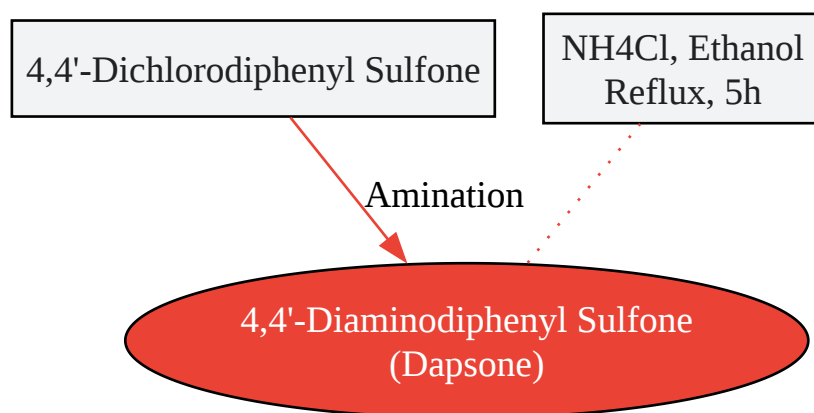 4,4'-Dichlorodiphenyl Sulfone
NH4Cl, Ethanol
Reflux, 5h
Amination
4,4'-Diaminodiphenyl Sulfone
(Dapsone)